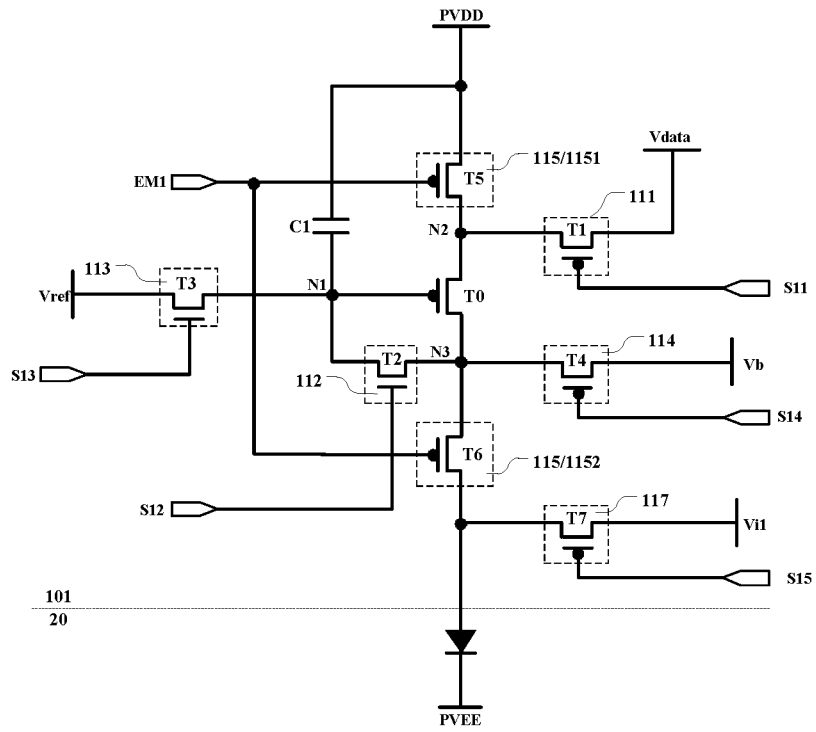 PVDD
Vdata
115/1151
EM1
T5
111
C1
N2
T1
113
T3
N1
T0
Vref
S11
T2
N3
T4
114
Vb
S13
112
S14
T6
115/1152
S12
T7
117
Vi1
S15
101
20
PVEE